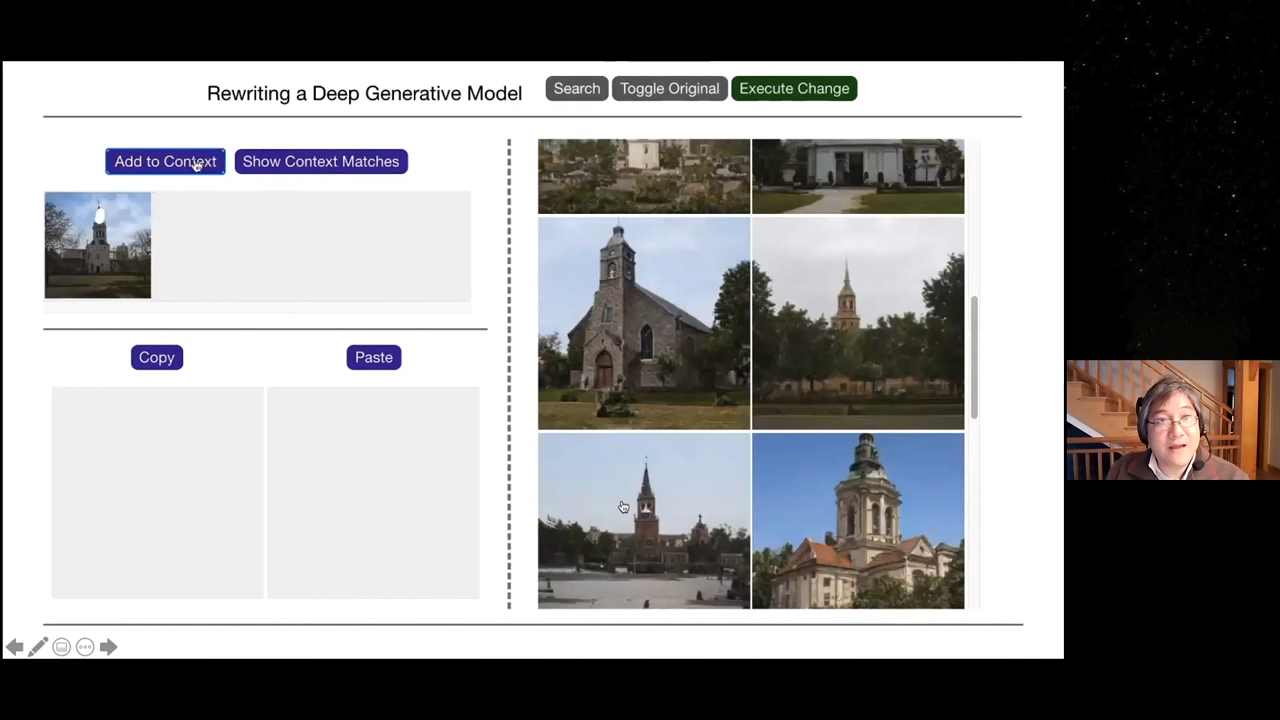 Rewriting a Deep Generative Model
Search
Toggle Original
Execute Change
Add to Context
Show Context Matches
Copy
Paste